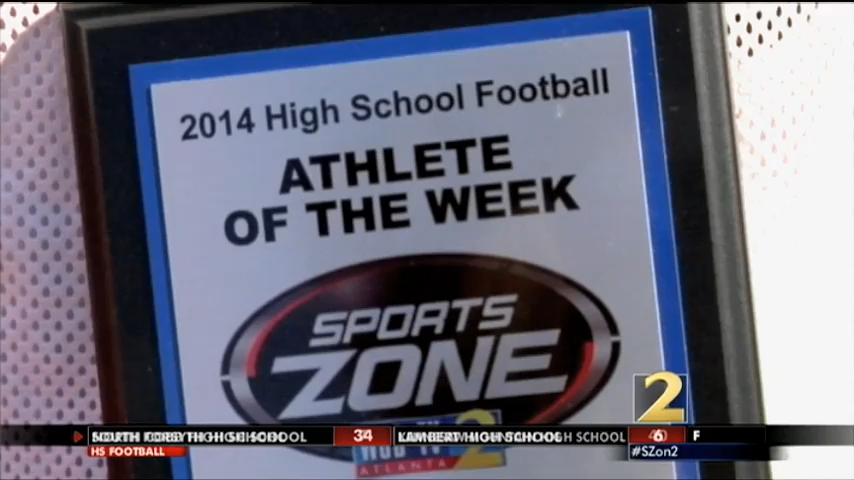 2014 High School Football
ATHLETE
OF THE WEEK
SPORTS
ZONE
2
ATLANTA
34
F
HS FOOTBALL
#SZon2